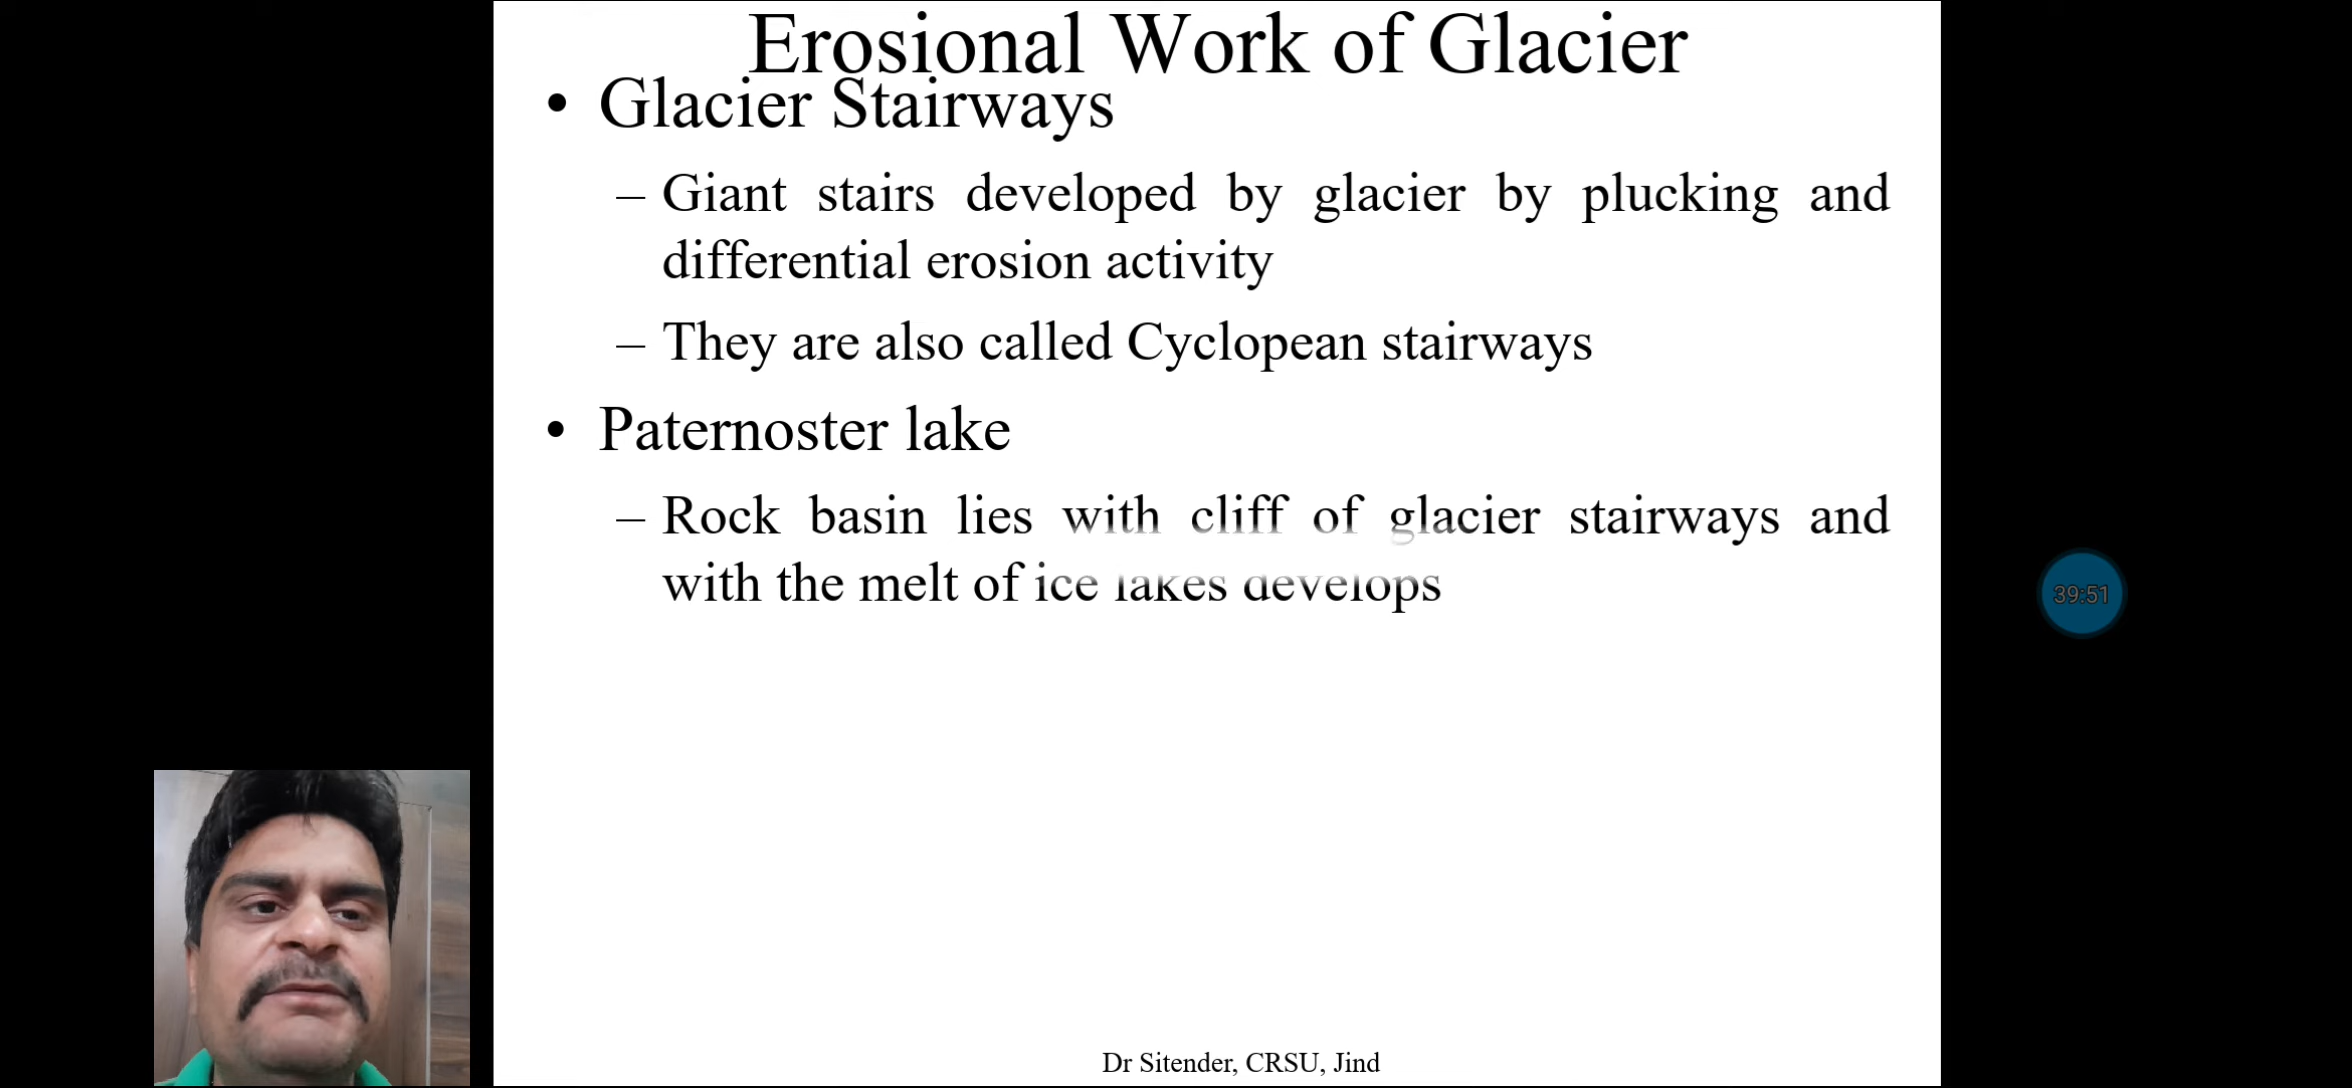 Erosional Work of Glacier
• Glacier Stairways
– Giant stairs developed by glacier by plucking and
differential erosion activity
– They are also called Cyclopean stairways
• Paternoster lake
– Rock basin lies with cliff of glacier stairways and
with the melt of ice lakes develops
39:51
Dr Sitender, CRSU, Jind